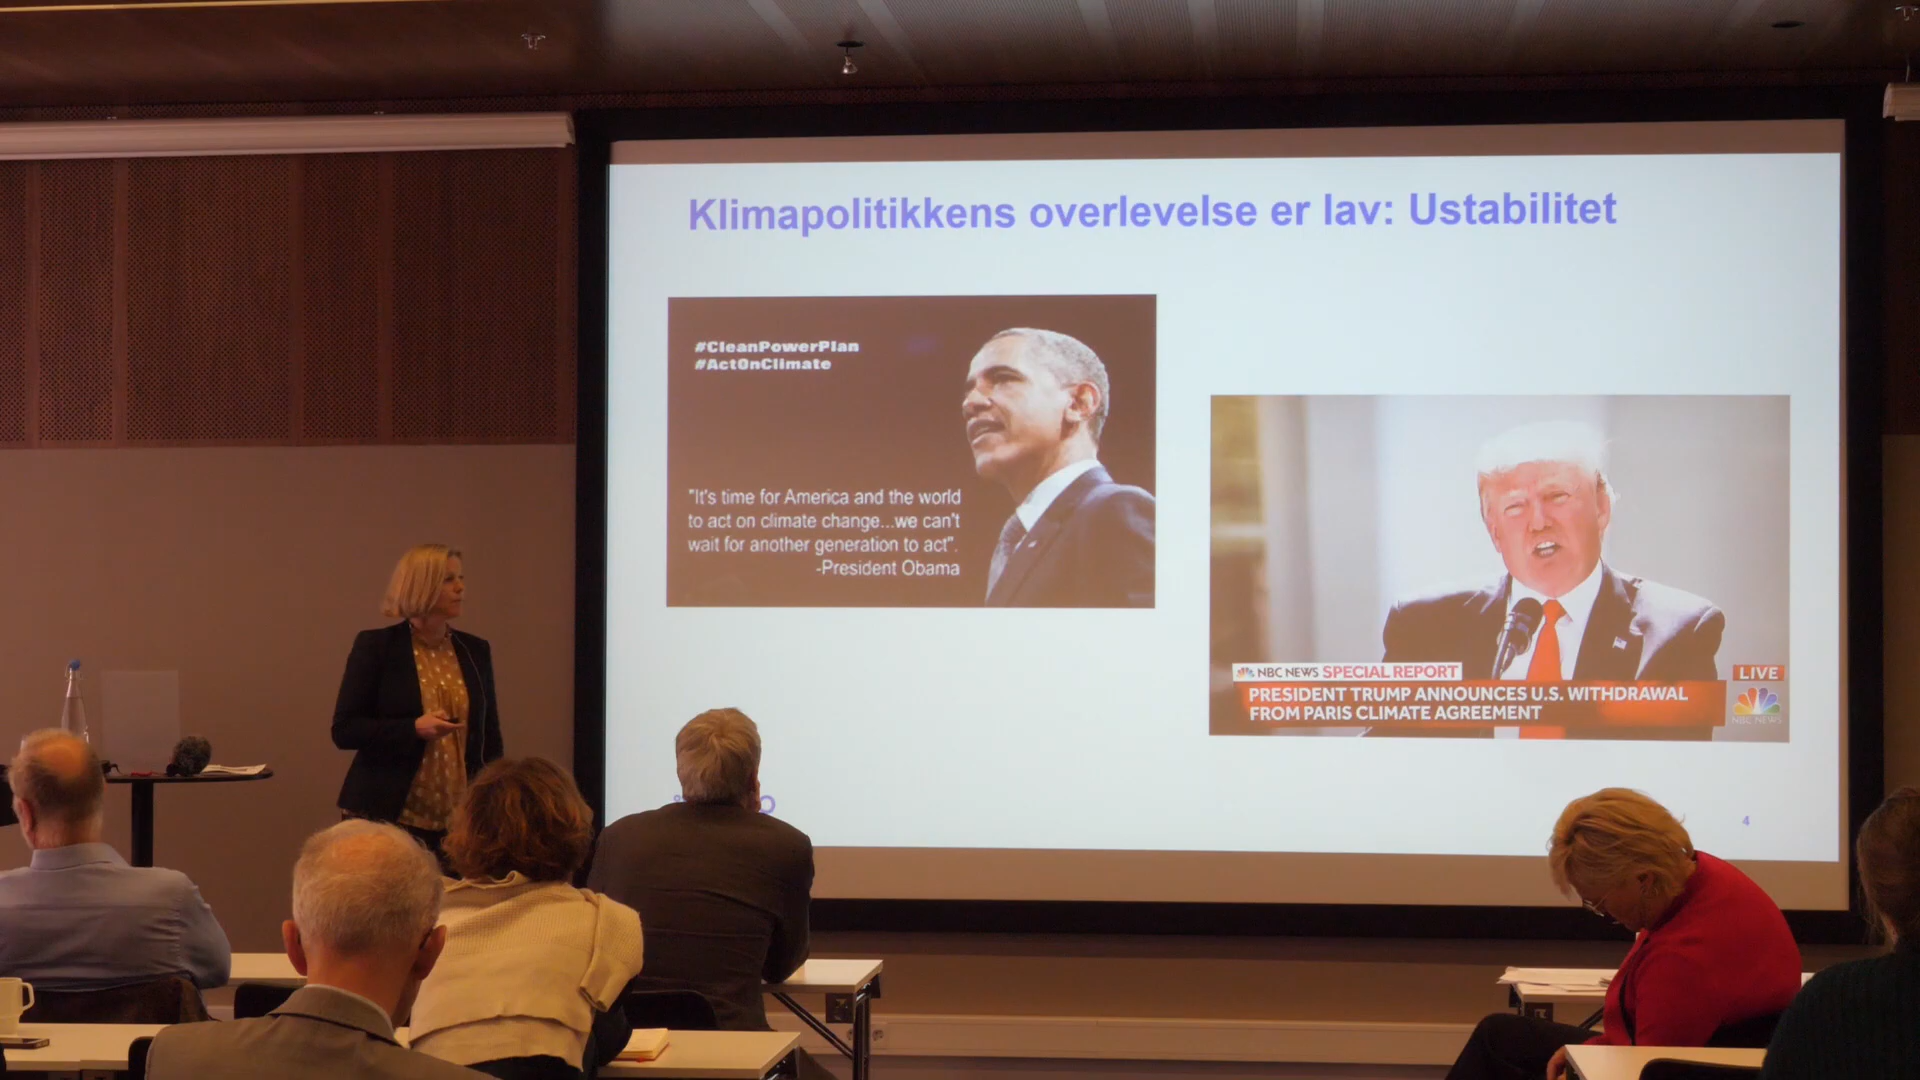 Klimapolitikkens overlevelse er lav: Ustabilitet
#CleanPowerPlan
#ActOnClimate
"It's time for America and the world
to act on climate change...we can't
wait for another generation to act".
-President Obama
NBC NEWS SPECIAL REPORT
LIVE
PRESIDENT TRUMP ANNOUNCES U.S. WITHDRAWAL
FROM PARIS CLIMATE AGREEMENT
NBC NEWS
4